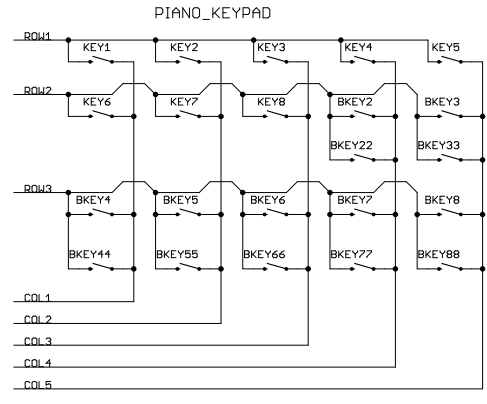 PIANO_KEYPAD
ROW1
KEY1 KEY2 KEY3 KEY4 KEY5
ROW2
KEY6 KEY7 KEY8 BKEY2 BKEY3
BKEY22 BKEY33
ROW3
BKEY4 BKEY5 BKEY6 BKEY7 BKEY8
BKEY44 BKEY55 BKEY66 BKEY77 BKEY88
COL1
COL2
COL3
COL4
COL5